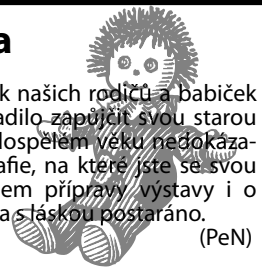 a
k našich rodičů a babiček
adilo zapůjčit svou starou
dospělém věku nedokáza-
afie, na které jste se svou
em přípravy výstavy i o
a s láskou postaráno.
(PeN)